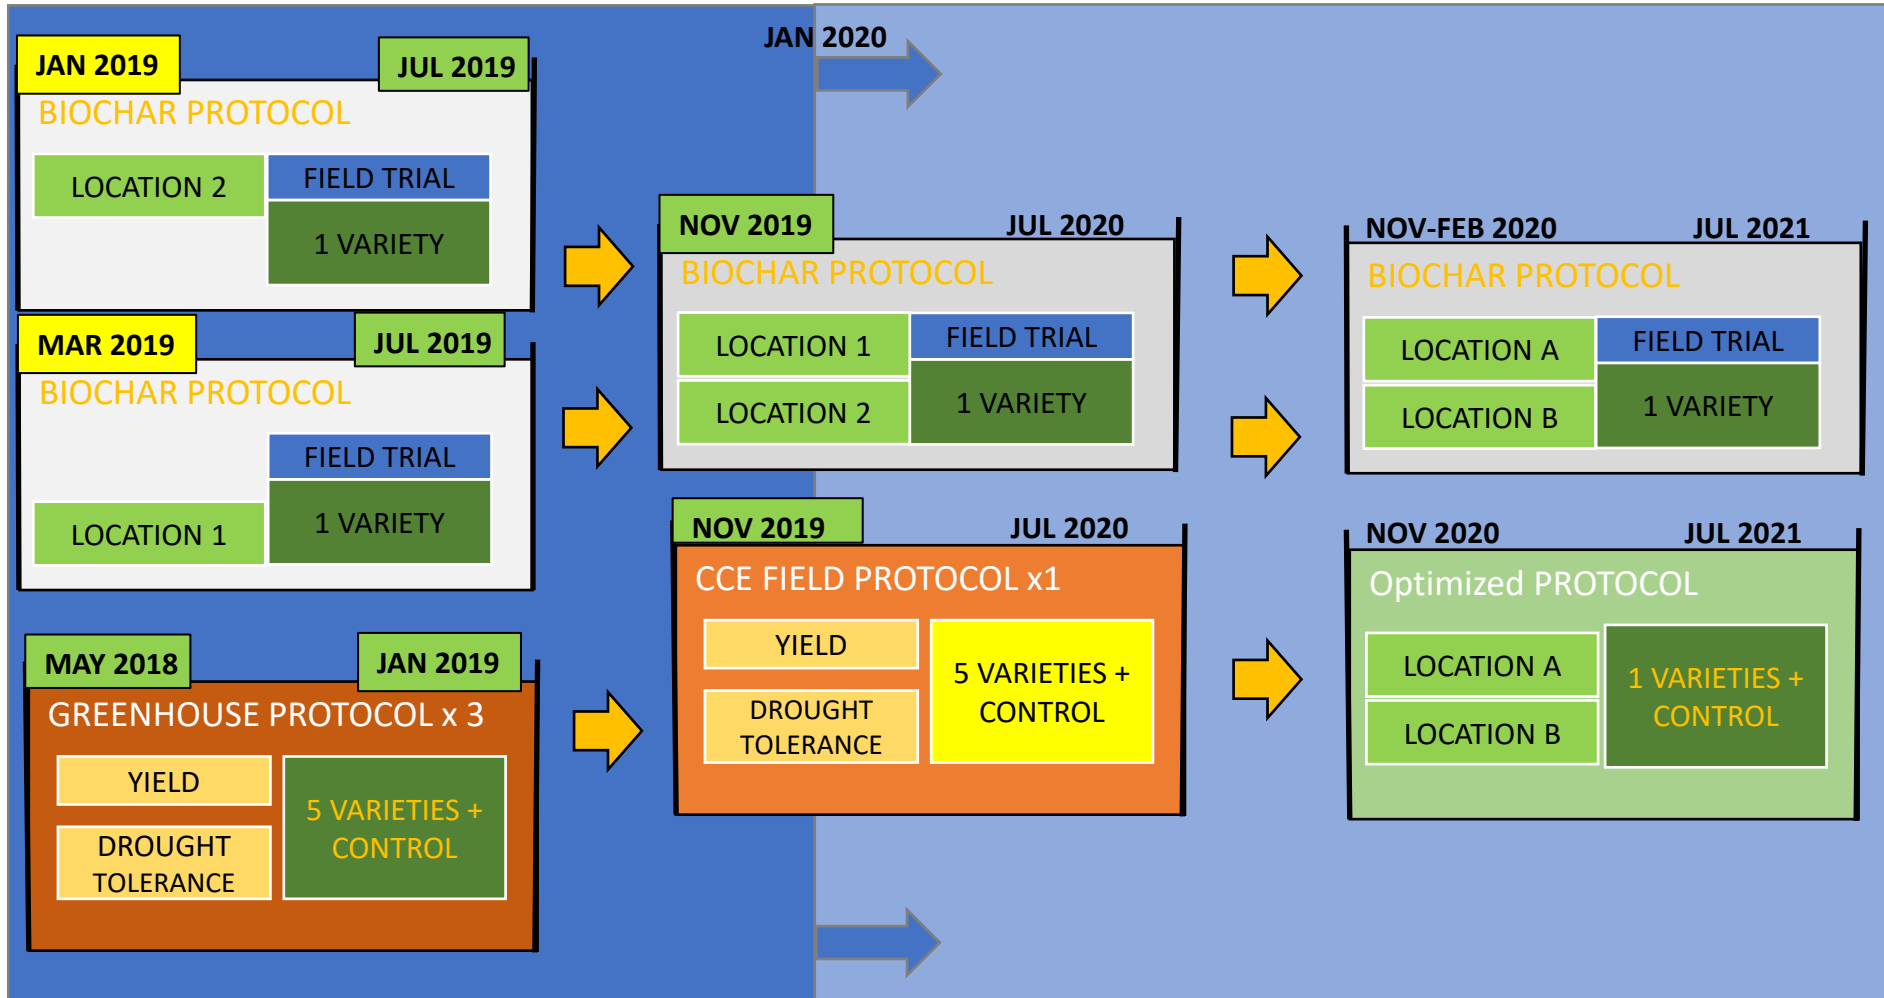 JAN 2020
JAN 2019
JUL 2019
BIOCHAR PROTOCOL
LOCATION 2
FIELD TRIAL
1 VARIETY
MAR 2019
JUL 2019
BIOCHAR PROTOCOL
FIELD TRIAL
LOCATION 1
1 VARIETY
MAY 2018
JAN 2019
GREENHOUSE PROTOCOL x 3
YIELD
DROUGHT
TOLERANCE
5 VARIETIES +
CONTROL
NOV 2019
JUL 2020
BIOCHAR PROTOCOL
LOCATION 1
LOCATION 2
FIELD TRIAL
1 VARIETY
NOV 2019
JUL 2020
CCE FIELD PROTOCOL x1
YIELD
DROUGHT
TOLERANCE
5 VARIETIES +
CONTROL
NOV-FEB 2020
JUL 2021
BIOCHAR PROTOCOL
LOCATION A
LOCATION B
FIELD TRIAL
1 VARIETY
NOV 2020
JUL 2021
Optimized PROTOCOL
LOCATION A
LOCATION B
1 VARIETIES +
CONTROL